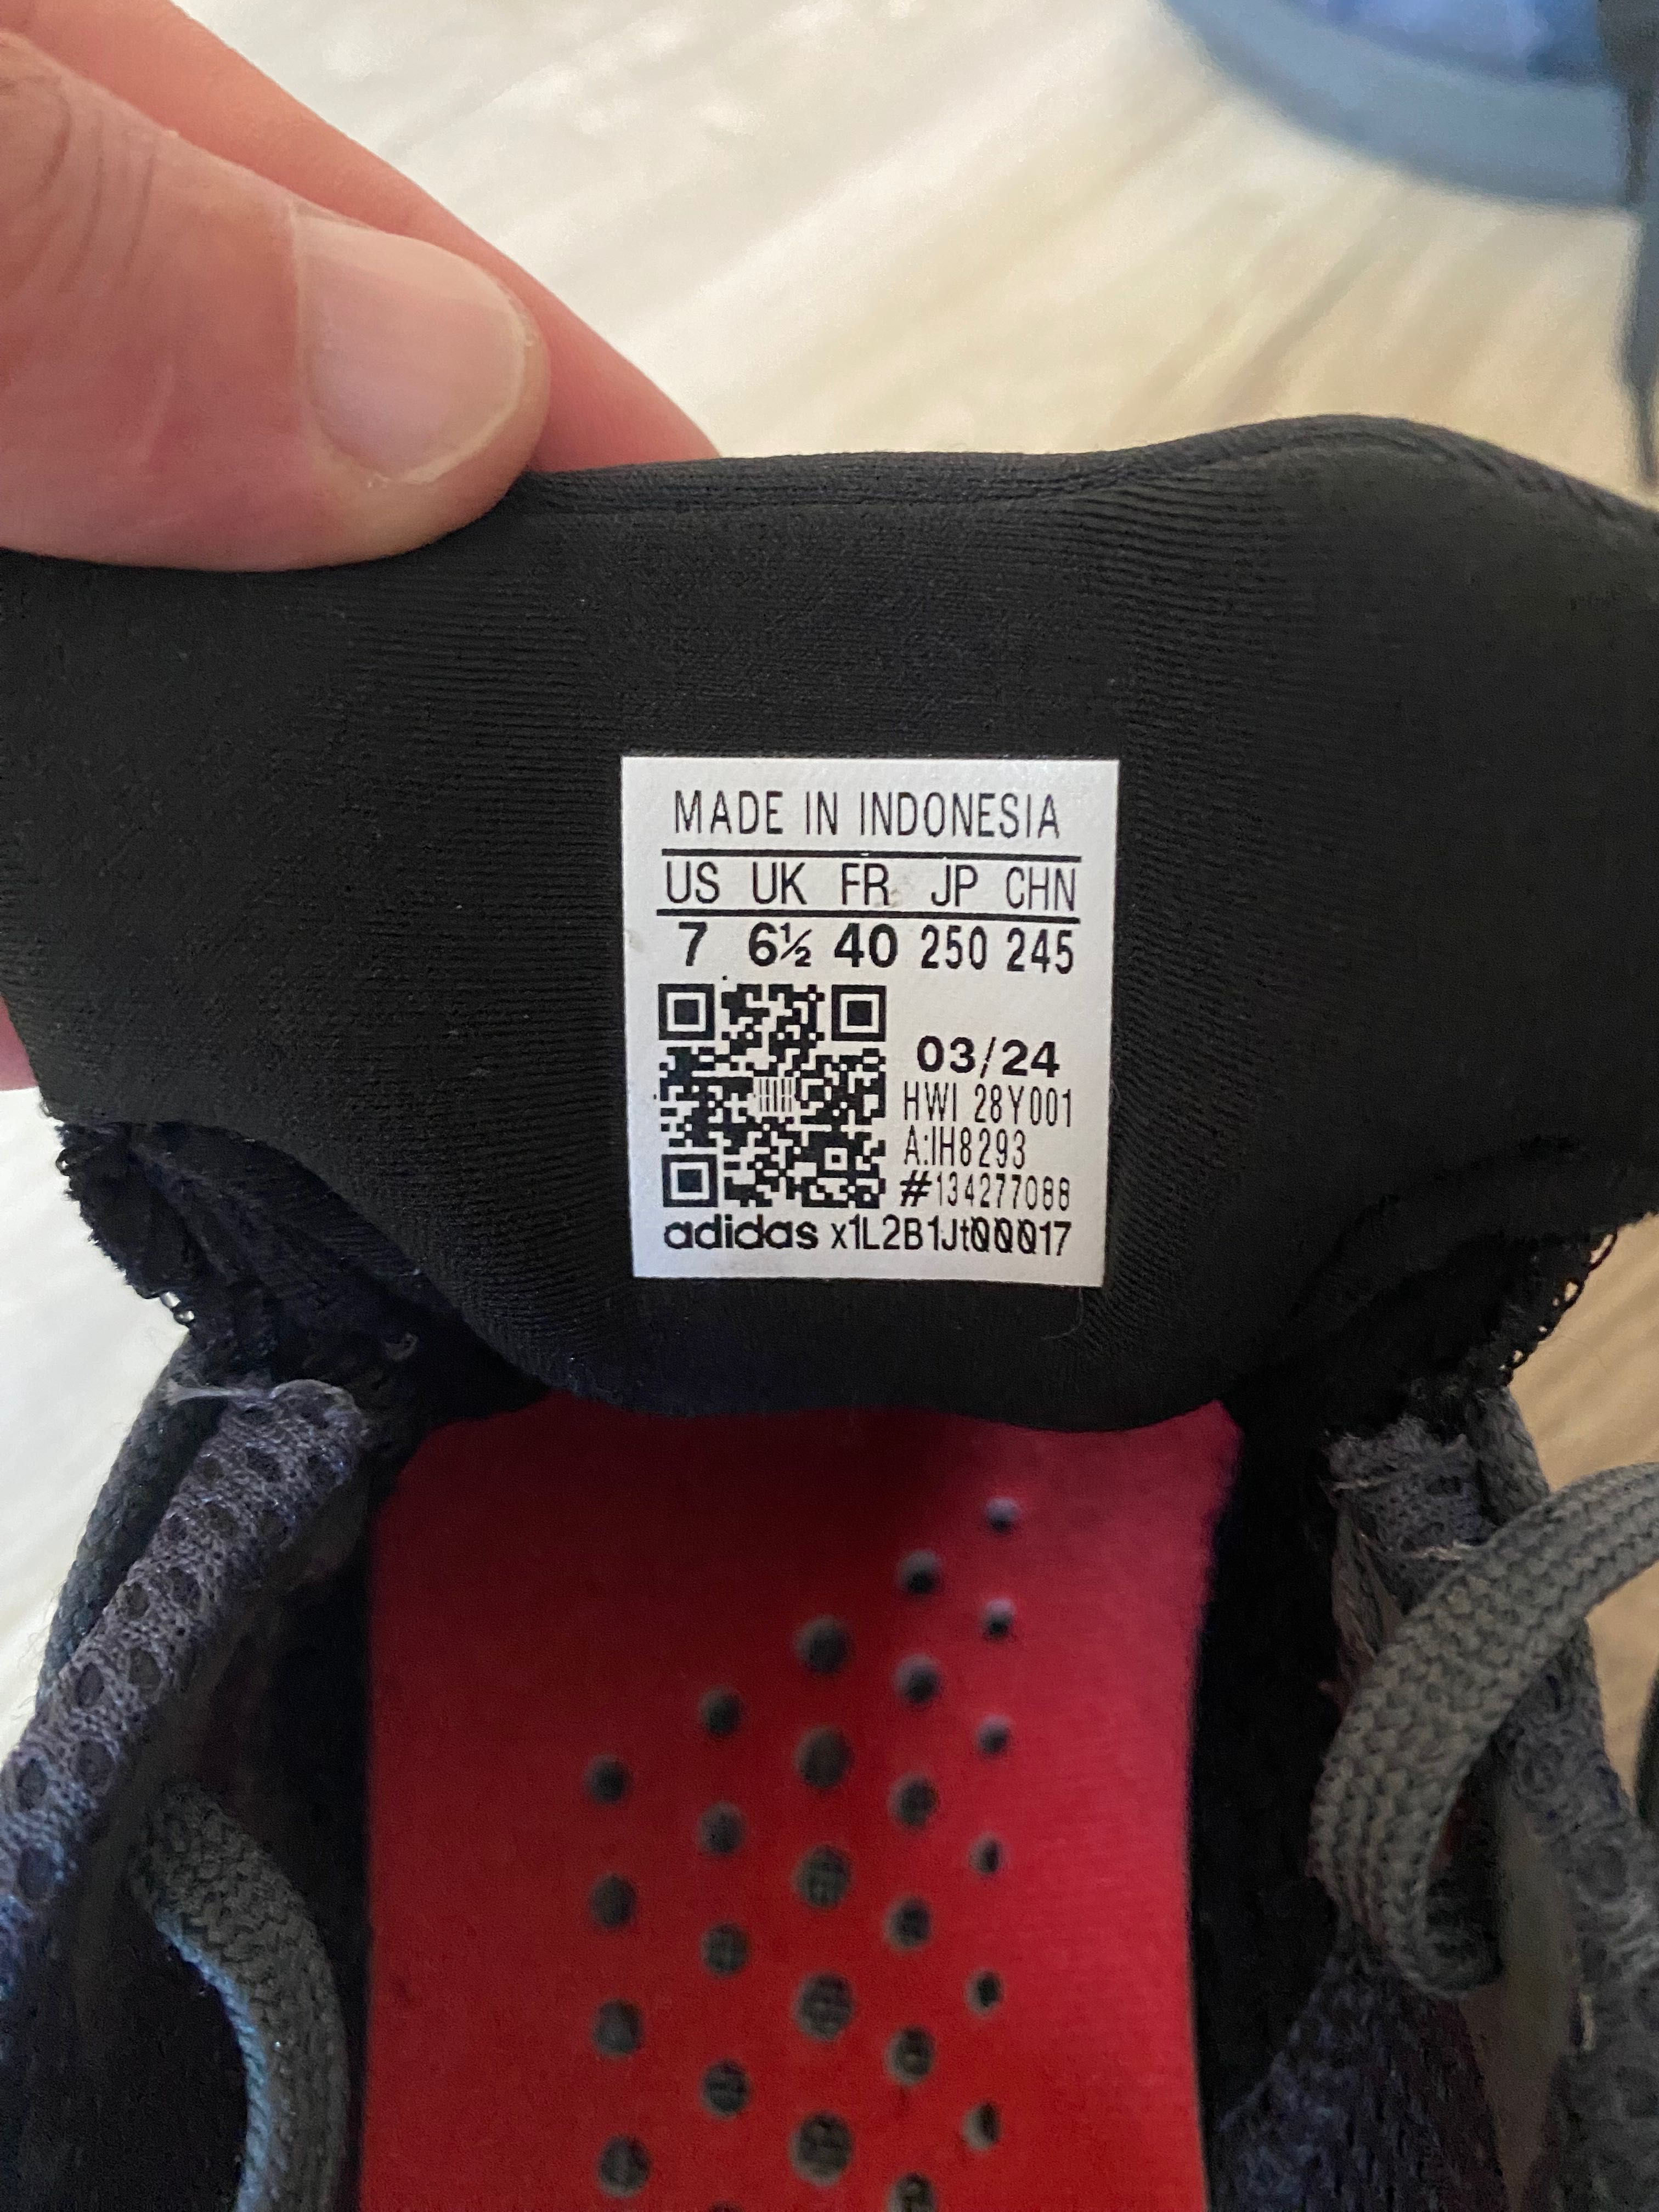 MADE IN INDONESIA
US UK FR JP CHN
7 6½ 40 250 245
03/24
HWI 28Y001
A:IH8293
#134277088
adidas x1L2B1Jt00017